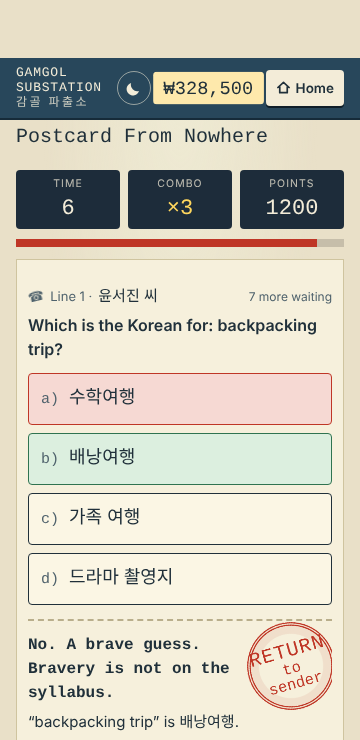 GAMGOL
SUBSTATION
감골 파출소
₩328,500
Home
Postcard From Nowhere
TIME
6
COMBO
×3
POINTS
1200
Line 1 · 윤서진 씨
7 more waiting
Which is the Korean for: backpacking
trip?
a) 수학여행
b) 배낭여행
c) 가족 여행
d) 드라마 촬영지
No. A brave guess.
Bravery is not on the
syllabus.
RETURN
to
sender
“backpacking trip” is 배낭여행.